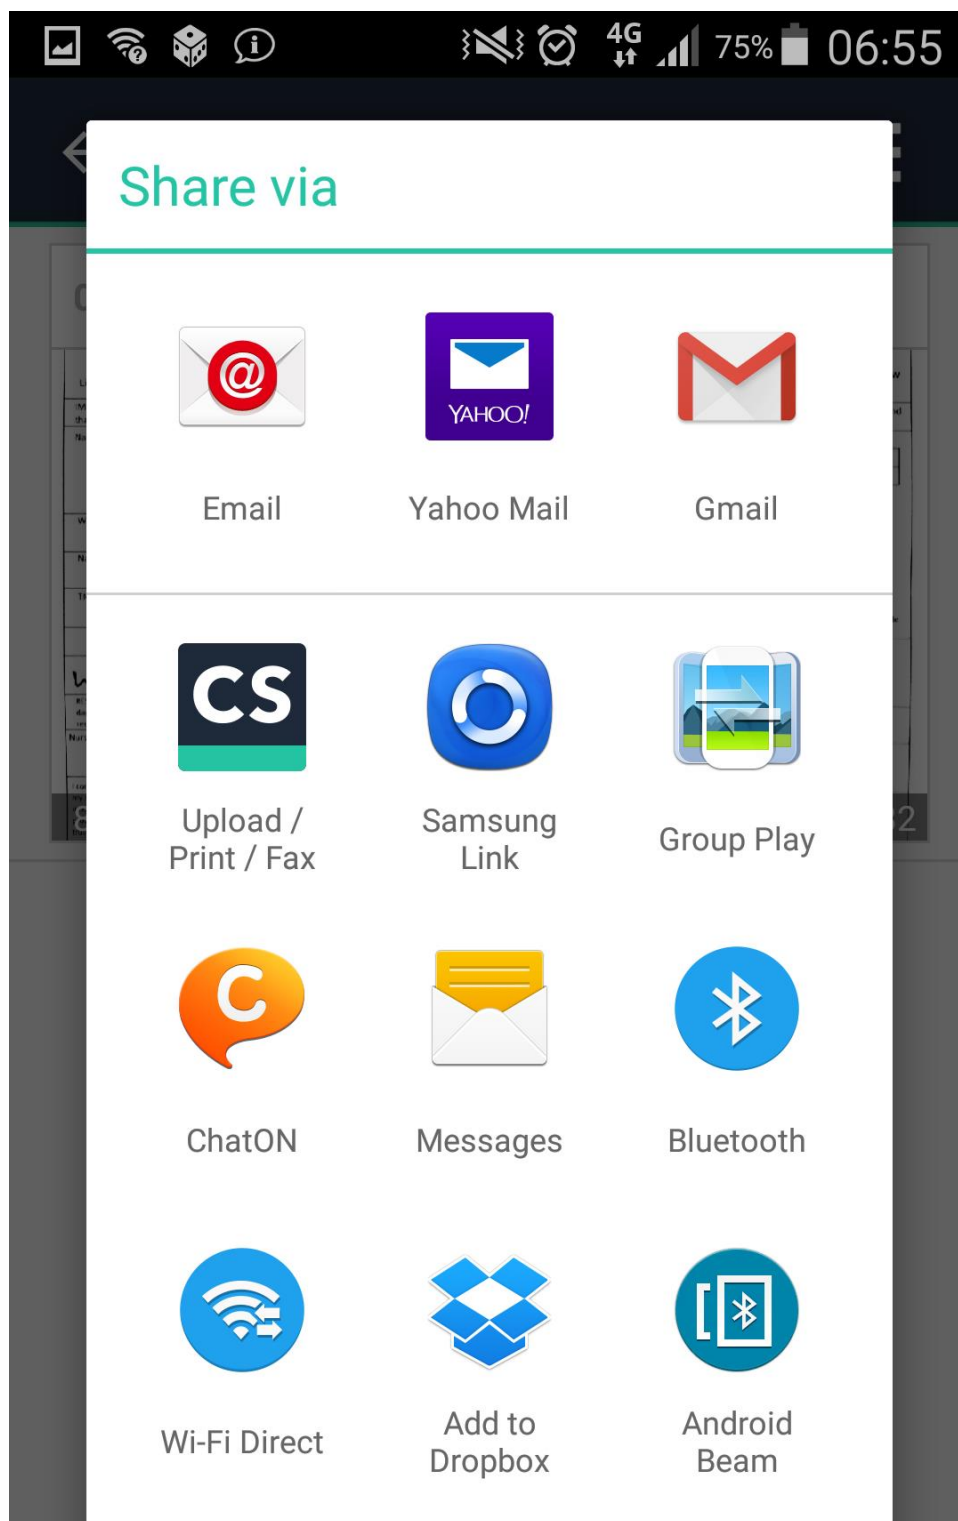 4G 75% 06:55
Share via
@
YAHOO!
Email Yahoo Mail Gmail
CS
Upload /
Print / Fax
Samsung
Link
Group Play
C
ChatON Messages Bluetooth
Wi-Fi Direct
Add to
Dropbox
Android
Beam